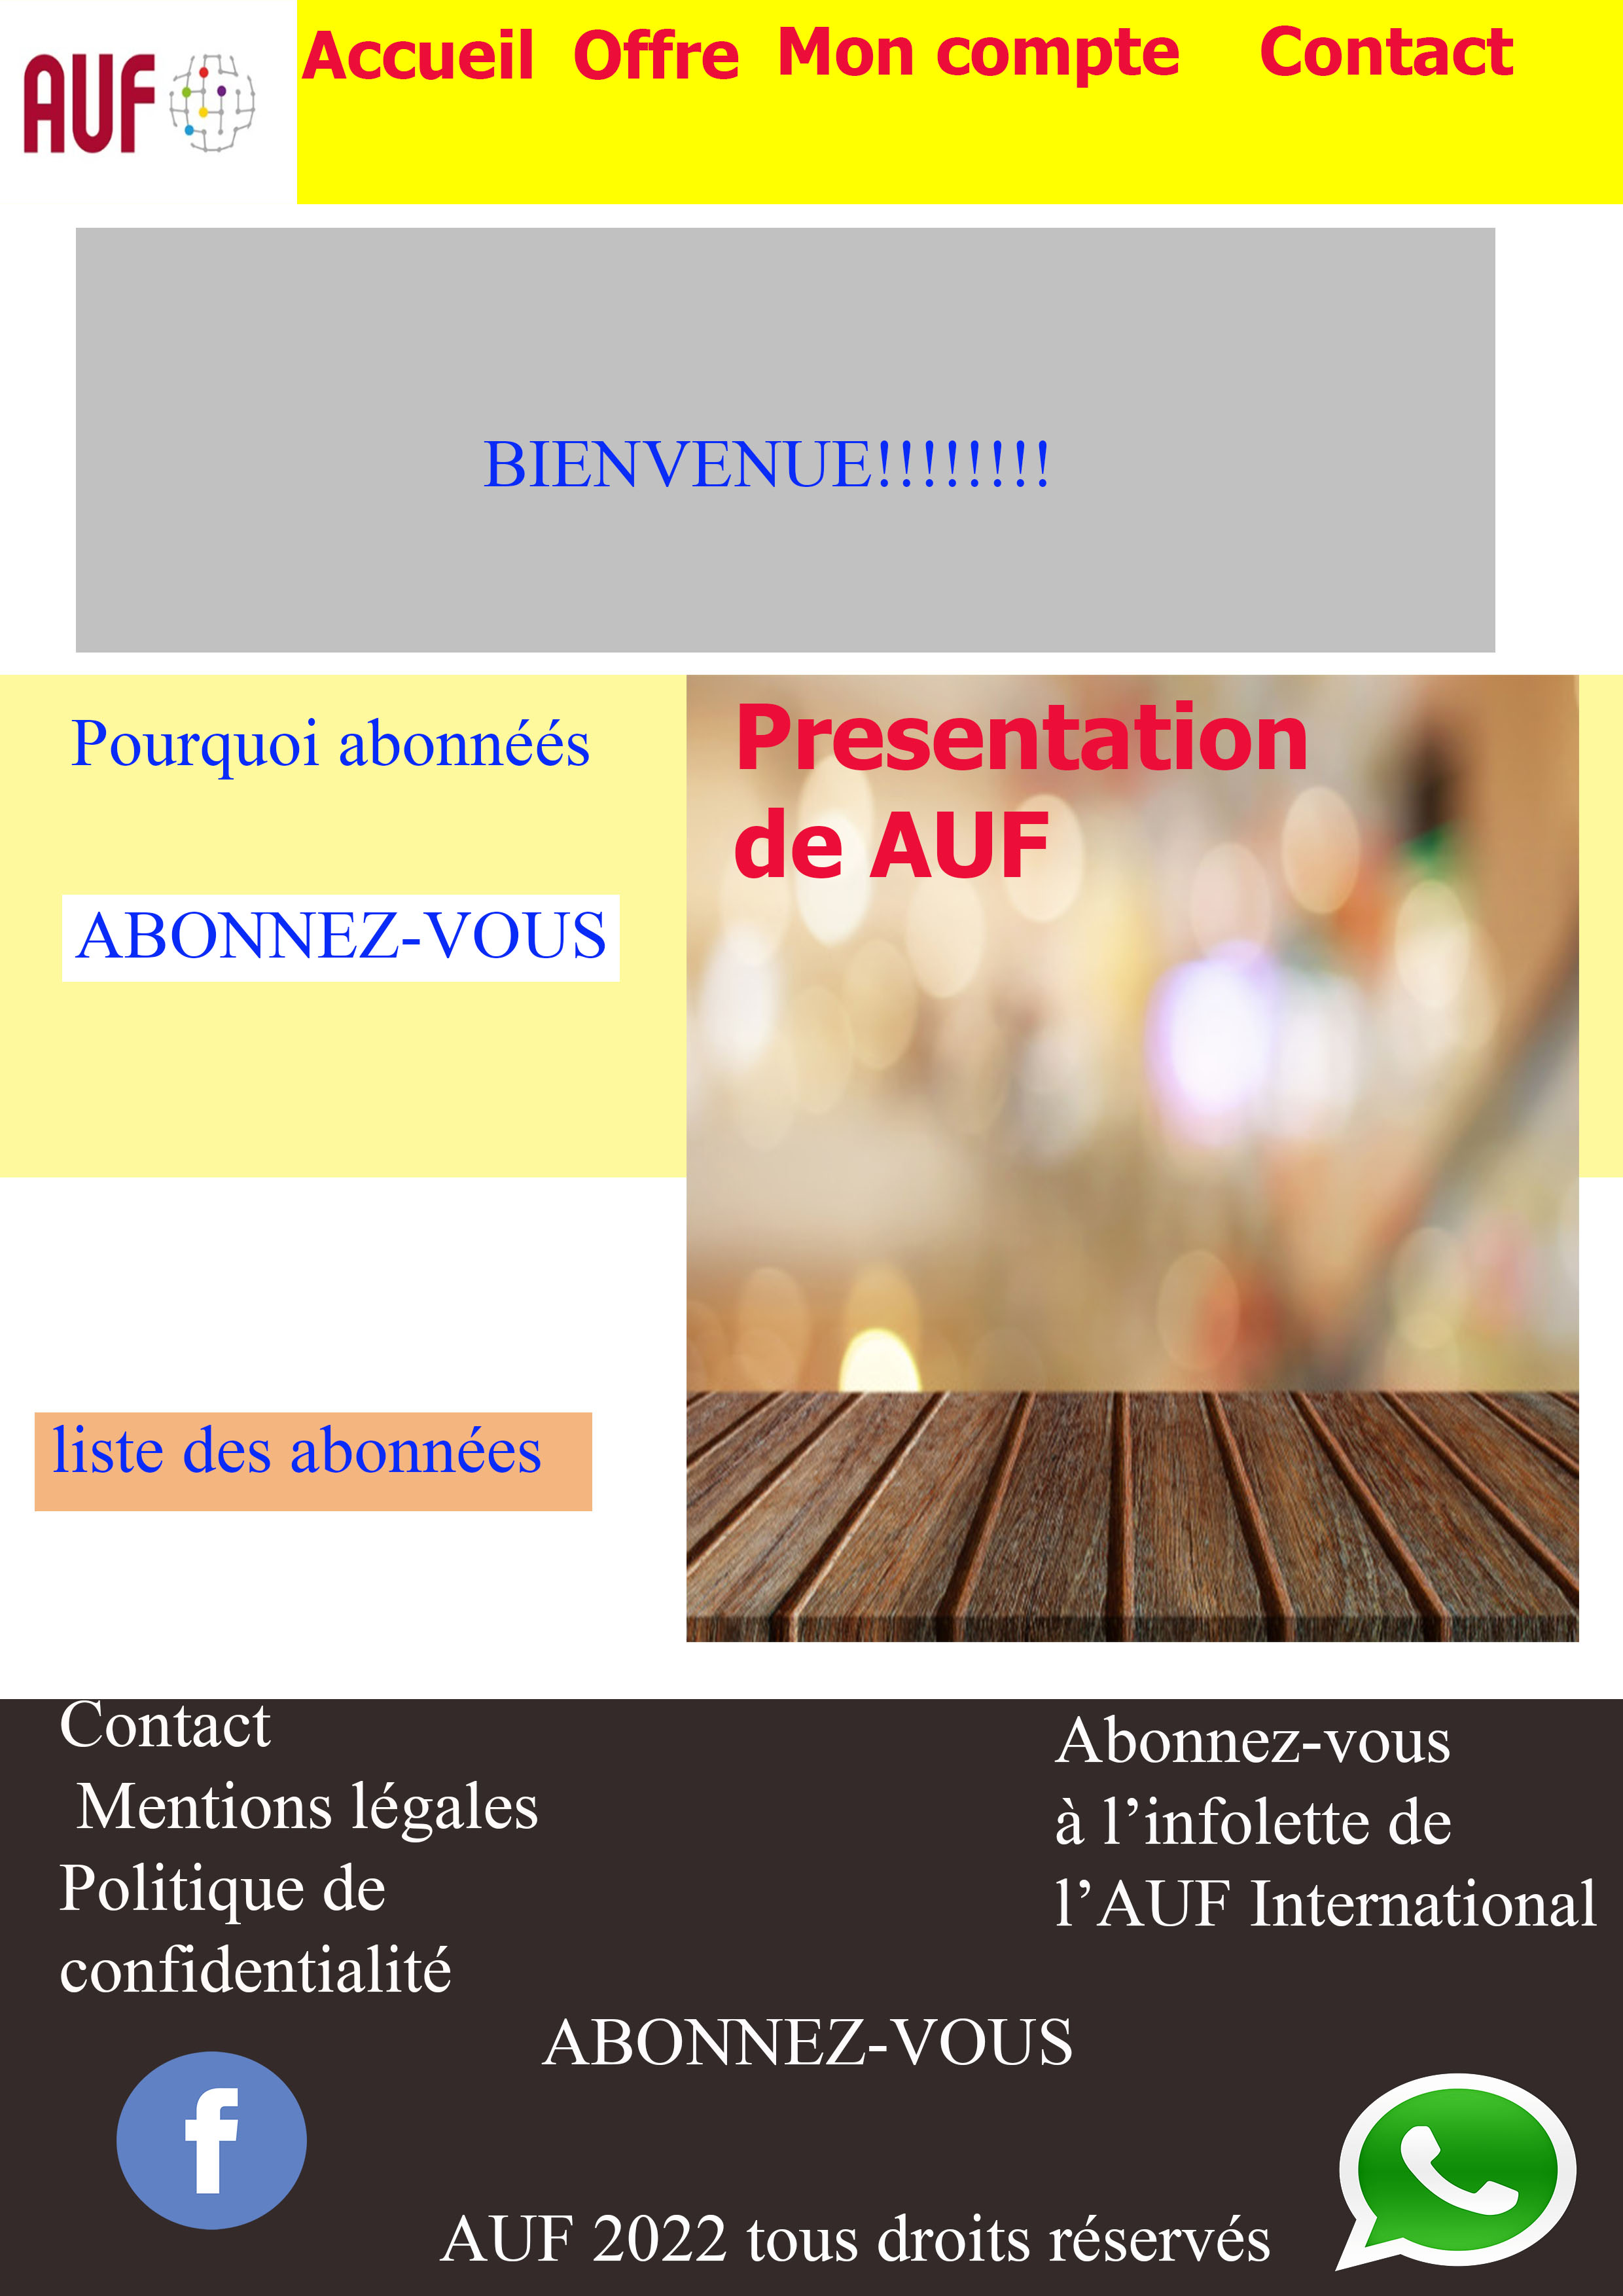 AUF
Accueil Offre Mon compte Contact
BIENVENUE!!!!!!!!
Pourquoi abonnéés
ABONNEZ-VOUS
Presentation
de AUF
liste des abonnées
Contact
Mentions légales
Politique de
confidentialité
Abonnez-vous
à l’infolette de
l’AUF International
ABONNEZ-VOUS
AUF 2022 tous droits réservés